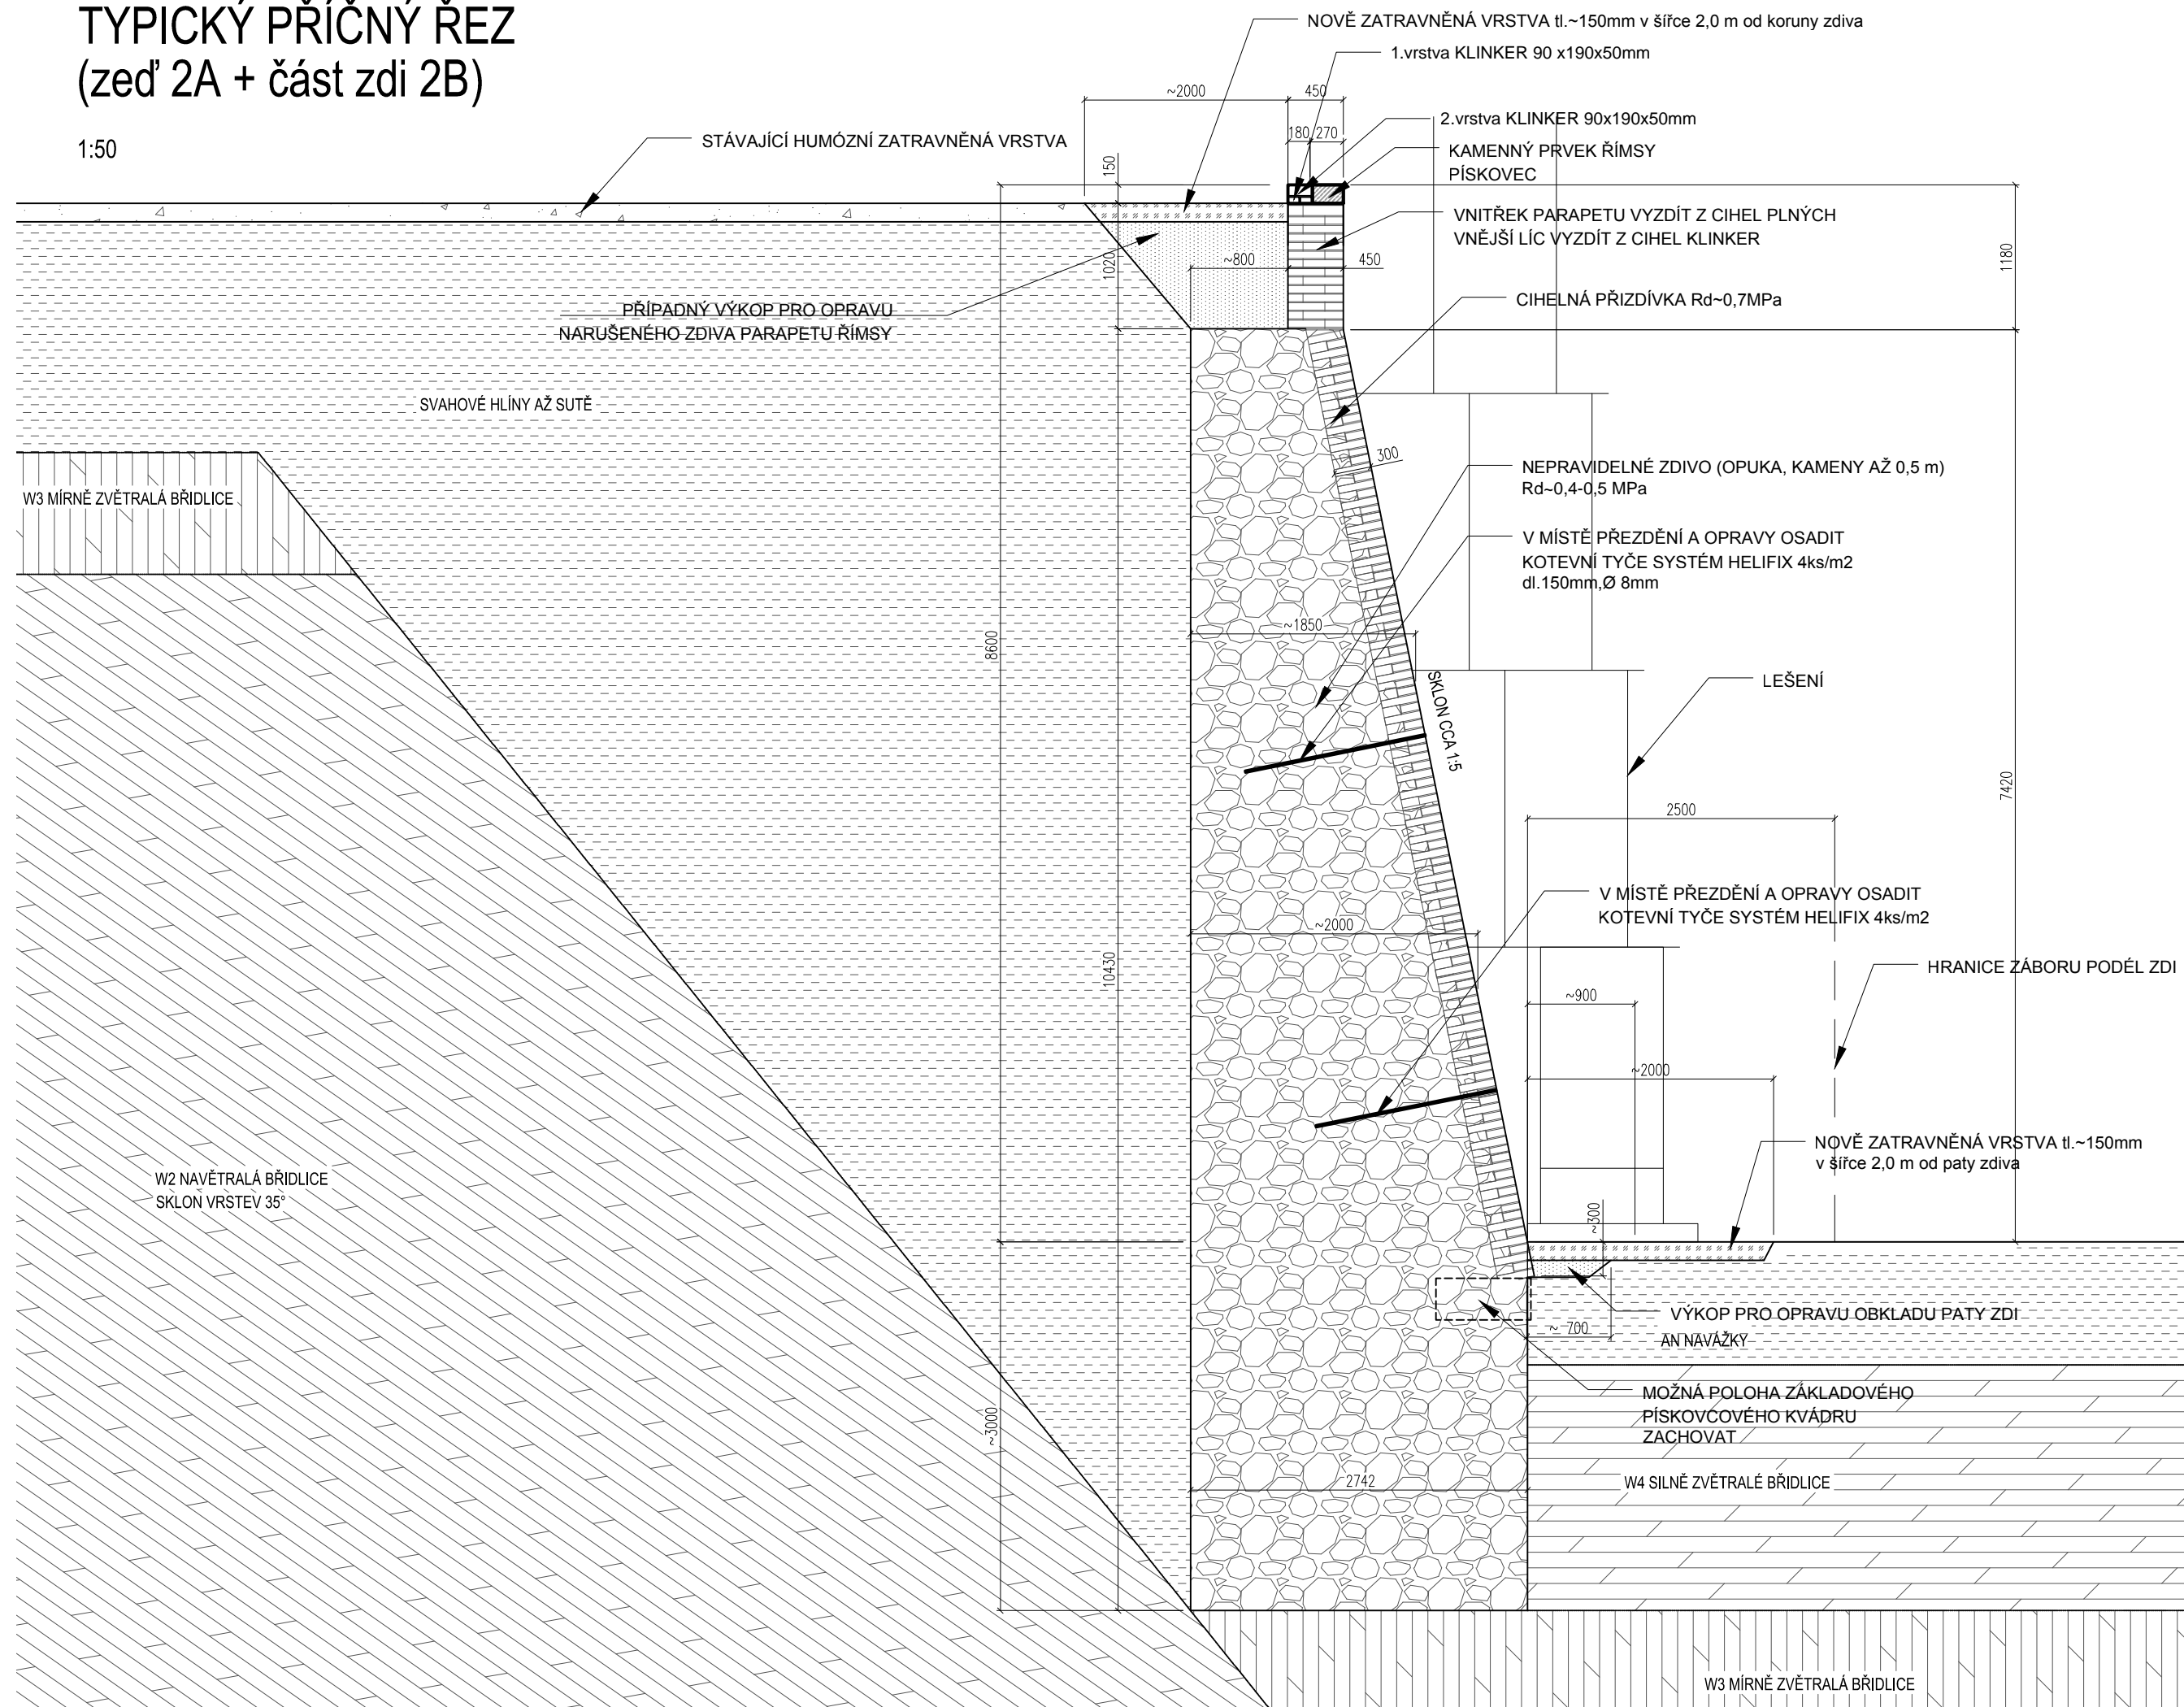 TYPICKÝ PŘÍČNÝ ŘEZ
(zeď 2A + část zdi 2B)
1:50
NOVĚ ZATRAVNĚNÁ VRSTVA tl.~150mm v šířce 2,0 m od koruny zdiva
1.vrstva KLINKER 90 x190x50mm
~2000
450
2.vrstva KLINKER 90x190x50mm
180
270
STÁVAJÍCÍ HUMÓZNÍ ZATRAVNĚNÁ VRSTVA
KAMENNÝ PRVEK ŘÍMSY
PÍSKOVEC
150
VNITŘEK PARAPETU VYZDÍT Z CIHEL PLNÝCH
VNĚJŠÍ LÍC VYZDÍT Z CIHEL KLINKER
1020
~800
450
1180
PŘÍPADNÝ VÝKOP PRO OPRAVU
NARUŠENÉHO ZDIVA PARAPETU ŘÍMSY
CIHELNÁ PŘIZDÍVKA Rd~0,7MPa
SVAHOVÉ HLÍNY AŽ SUTĚ
300
NEPRAVIDELNÉ ZDIVO (OPUKA, KAMENY AŽ 0,5 m)
Rd~0,4-0,5 MPa
W3 MÍRNĚ ZVĚTRALÁ BŘIDLICE
V MÍSTĚ PŘEZDĚNÍ A OPRAVY OSADIT
KOTEVNÍ TYČE SYSTÉM HELIFIX 4ks/m2
dl.150mm,Ø 8mm
8600
~1850
SKLON CCA 1:5
LEŠENÍ
7420
2500
V MÍSTĚ PŘEZDĚNÍ A OPRAVY OSADIT
KOTEVNÍ TYČE SYSTÉM HELIFIX 4ks/m2
~2000
10430
HRANICE ZÁBORU PODÉL ZDI
~900
~2000
NOVĚ ZATRAVNĚNÁ VRSTVA tl.~150mm
v šířce 2,0 m od paty zdiva
W2 NAVĚTRALÁ BŘIDLICE
SKLON VRSTEV 35°
~300
VÝKOP PRO OPRAVU OBKLADU PATY ZDI
~ 700
AN NAVÁŽKY
MOŽNÁ POLOHA ZÁKLADOVÉHO
PÍSKOVCOVÉHO KVÁDRU
ZACHOVAT
~3000
2742
W4 SILNĚ ZVĚTRALÉ BŘIDLICE
W3 MÍRNĚ ZVĚTRALÁ BŘIDLICE